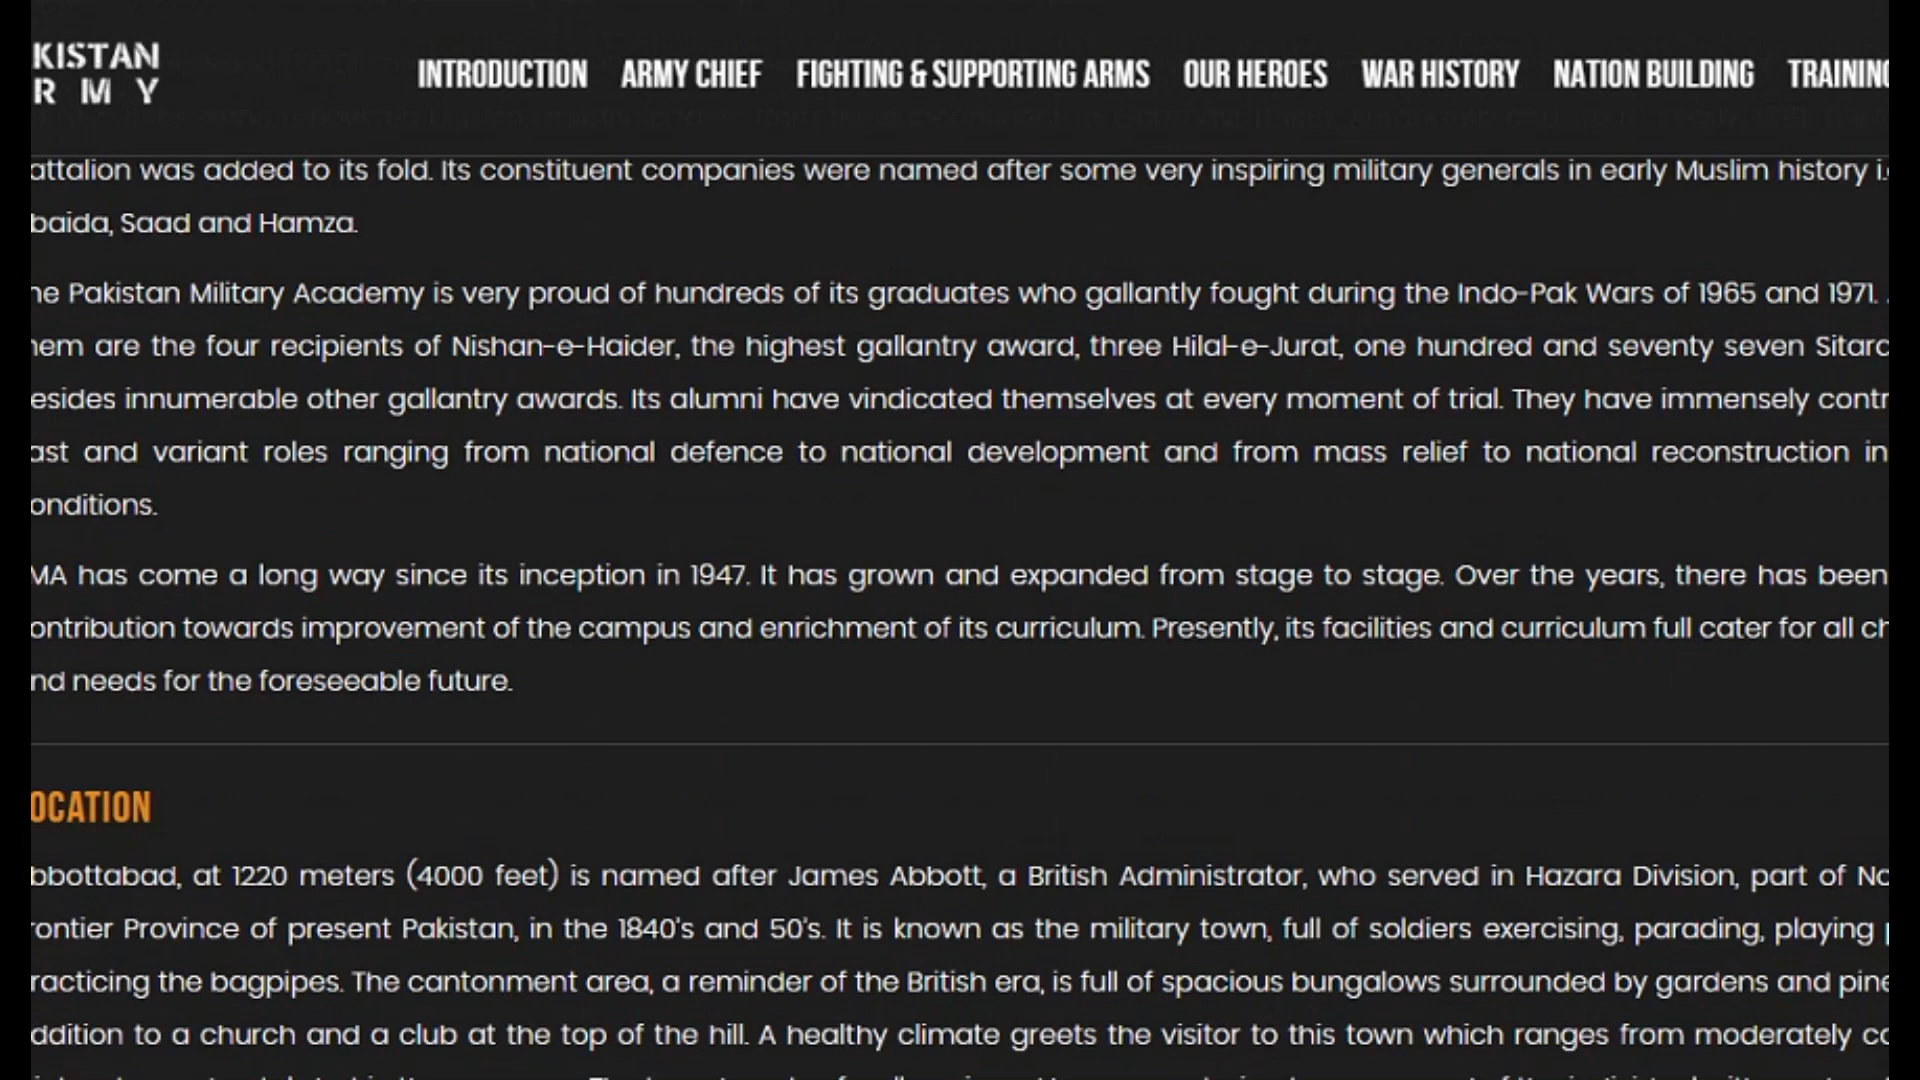 KISTAN
RMY
INTRODUCTION ARMY CHIEF FIGHTING & SUPPORTING ARMS OUR HEROES WAR HISTORY NATION BUILDING TRAINING
attalion was added to its fold. Its constituent companies were named after some very inspiring military generals in early Muslim history i.
baida, Saad and Hamza.
he Pakistan Military Academy is very proud of hundreds of its graduates who gallantly fought during the Indo-Pak Wars of 1965 and 1971.
hem are the four recipients of Nishan-e-Haider, the highest gallantry award, three Hilal-e-Jurat, one hundred and seventy seven Sitara
esides innumerable other gallantry awards. Its alumni have vindicated themselves at every moment of trial. They have immensely contr
ast and variant roles ranging from national defence to national development and from mass relief to national reconstruction in
onditions.
MA has come a long way since its inception in 1947. It has grown and expanded from stage to stage. Over the years, there has been
ontribution towards improvement of the campus and enrichment of its curriculum. Presently, its facilities and curriculum full cater for all ch
nd needs for the foreseeable future.
OCATION
bbottabad, at 1220 meters (4000 feet) is named after James Abbott, a British Administrator, who served in Hazara Division, part of No
rontier Province of present Pakistan, in the 1840's and 50's. It is known as the military town, full of soldiers exercising, parading, playing
racticing the bagpipes. The cantonment area, a reminder of the British era, is full of spacious bungalows surrounded by gardens and pine
ddition to a church and a club at the top of the hill. A healthy climate greets the visitor to this town which ranges from moderately co